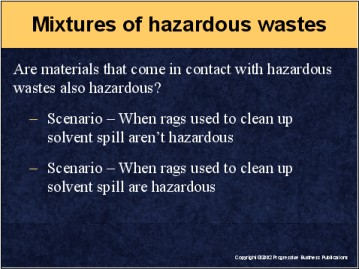 Mixtures of hazardous wastes
Are materials that come in contact with hazardous
wastes also hazardous?
– Scenario – When rags used to clean up
solvent spill aren't hazardous
– Scenario – When rags used to clean up
solvent spill are hazardous
Copyright Progressive Business Publications